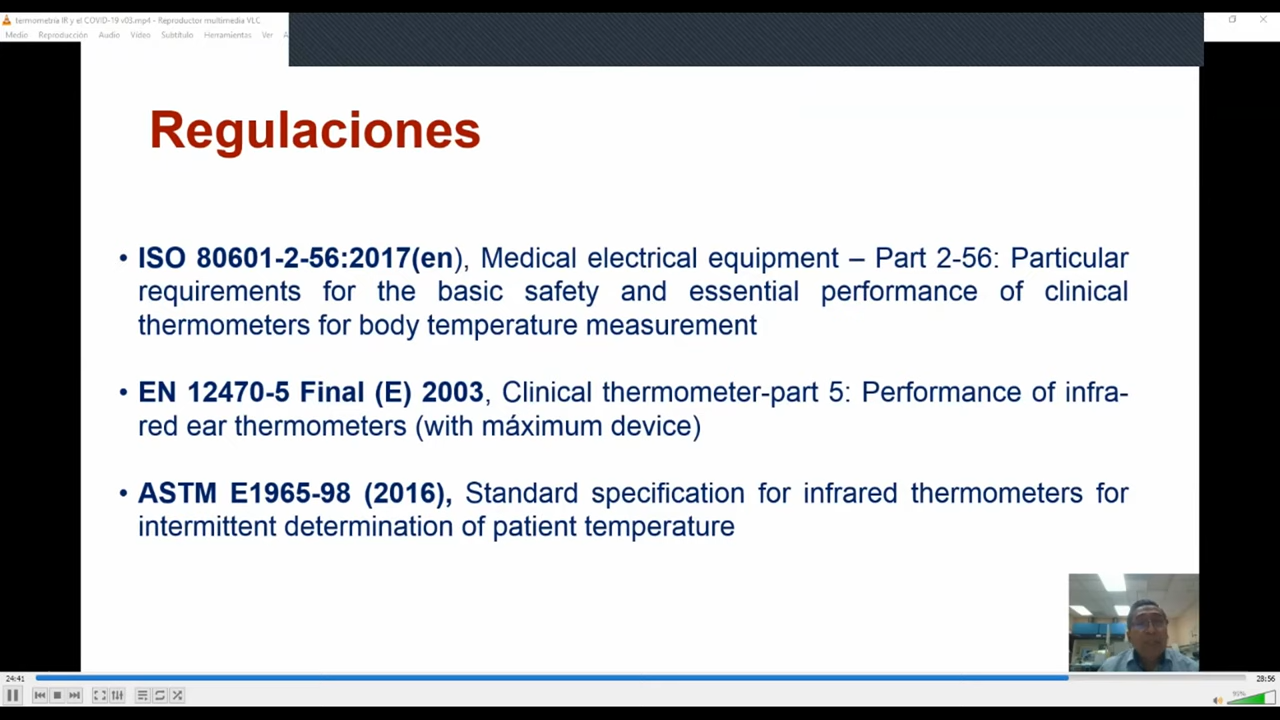 termometría IR y el COVID-19 v03.mp4 - Reproductor multimedia VLC
Medio Reproducción Audio Vídeo Subtítulo Herramientas Ver A
Regulaciones
• ISO 80601-2-56:2017(en), Medical electrical equipment – Part 2-56: Particular
requirements for the basic safety and essential performance of clinical
thermometers for body temperature measurement
• EN 12470-5 Final (E) 2003, Clinical thermometer-part 5: Performance of infra-
red ear thermometers (with máximum device)
• ASTM E1965-98 (2016), Standard specification for infrared thermometers for
intermittent determination of patient temperature
24:41 28:56